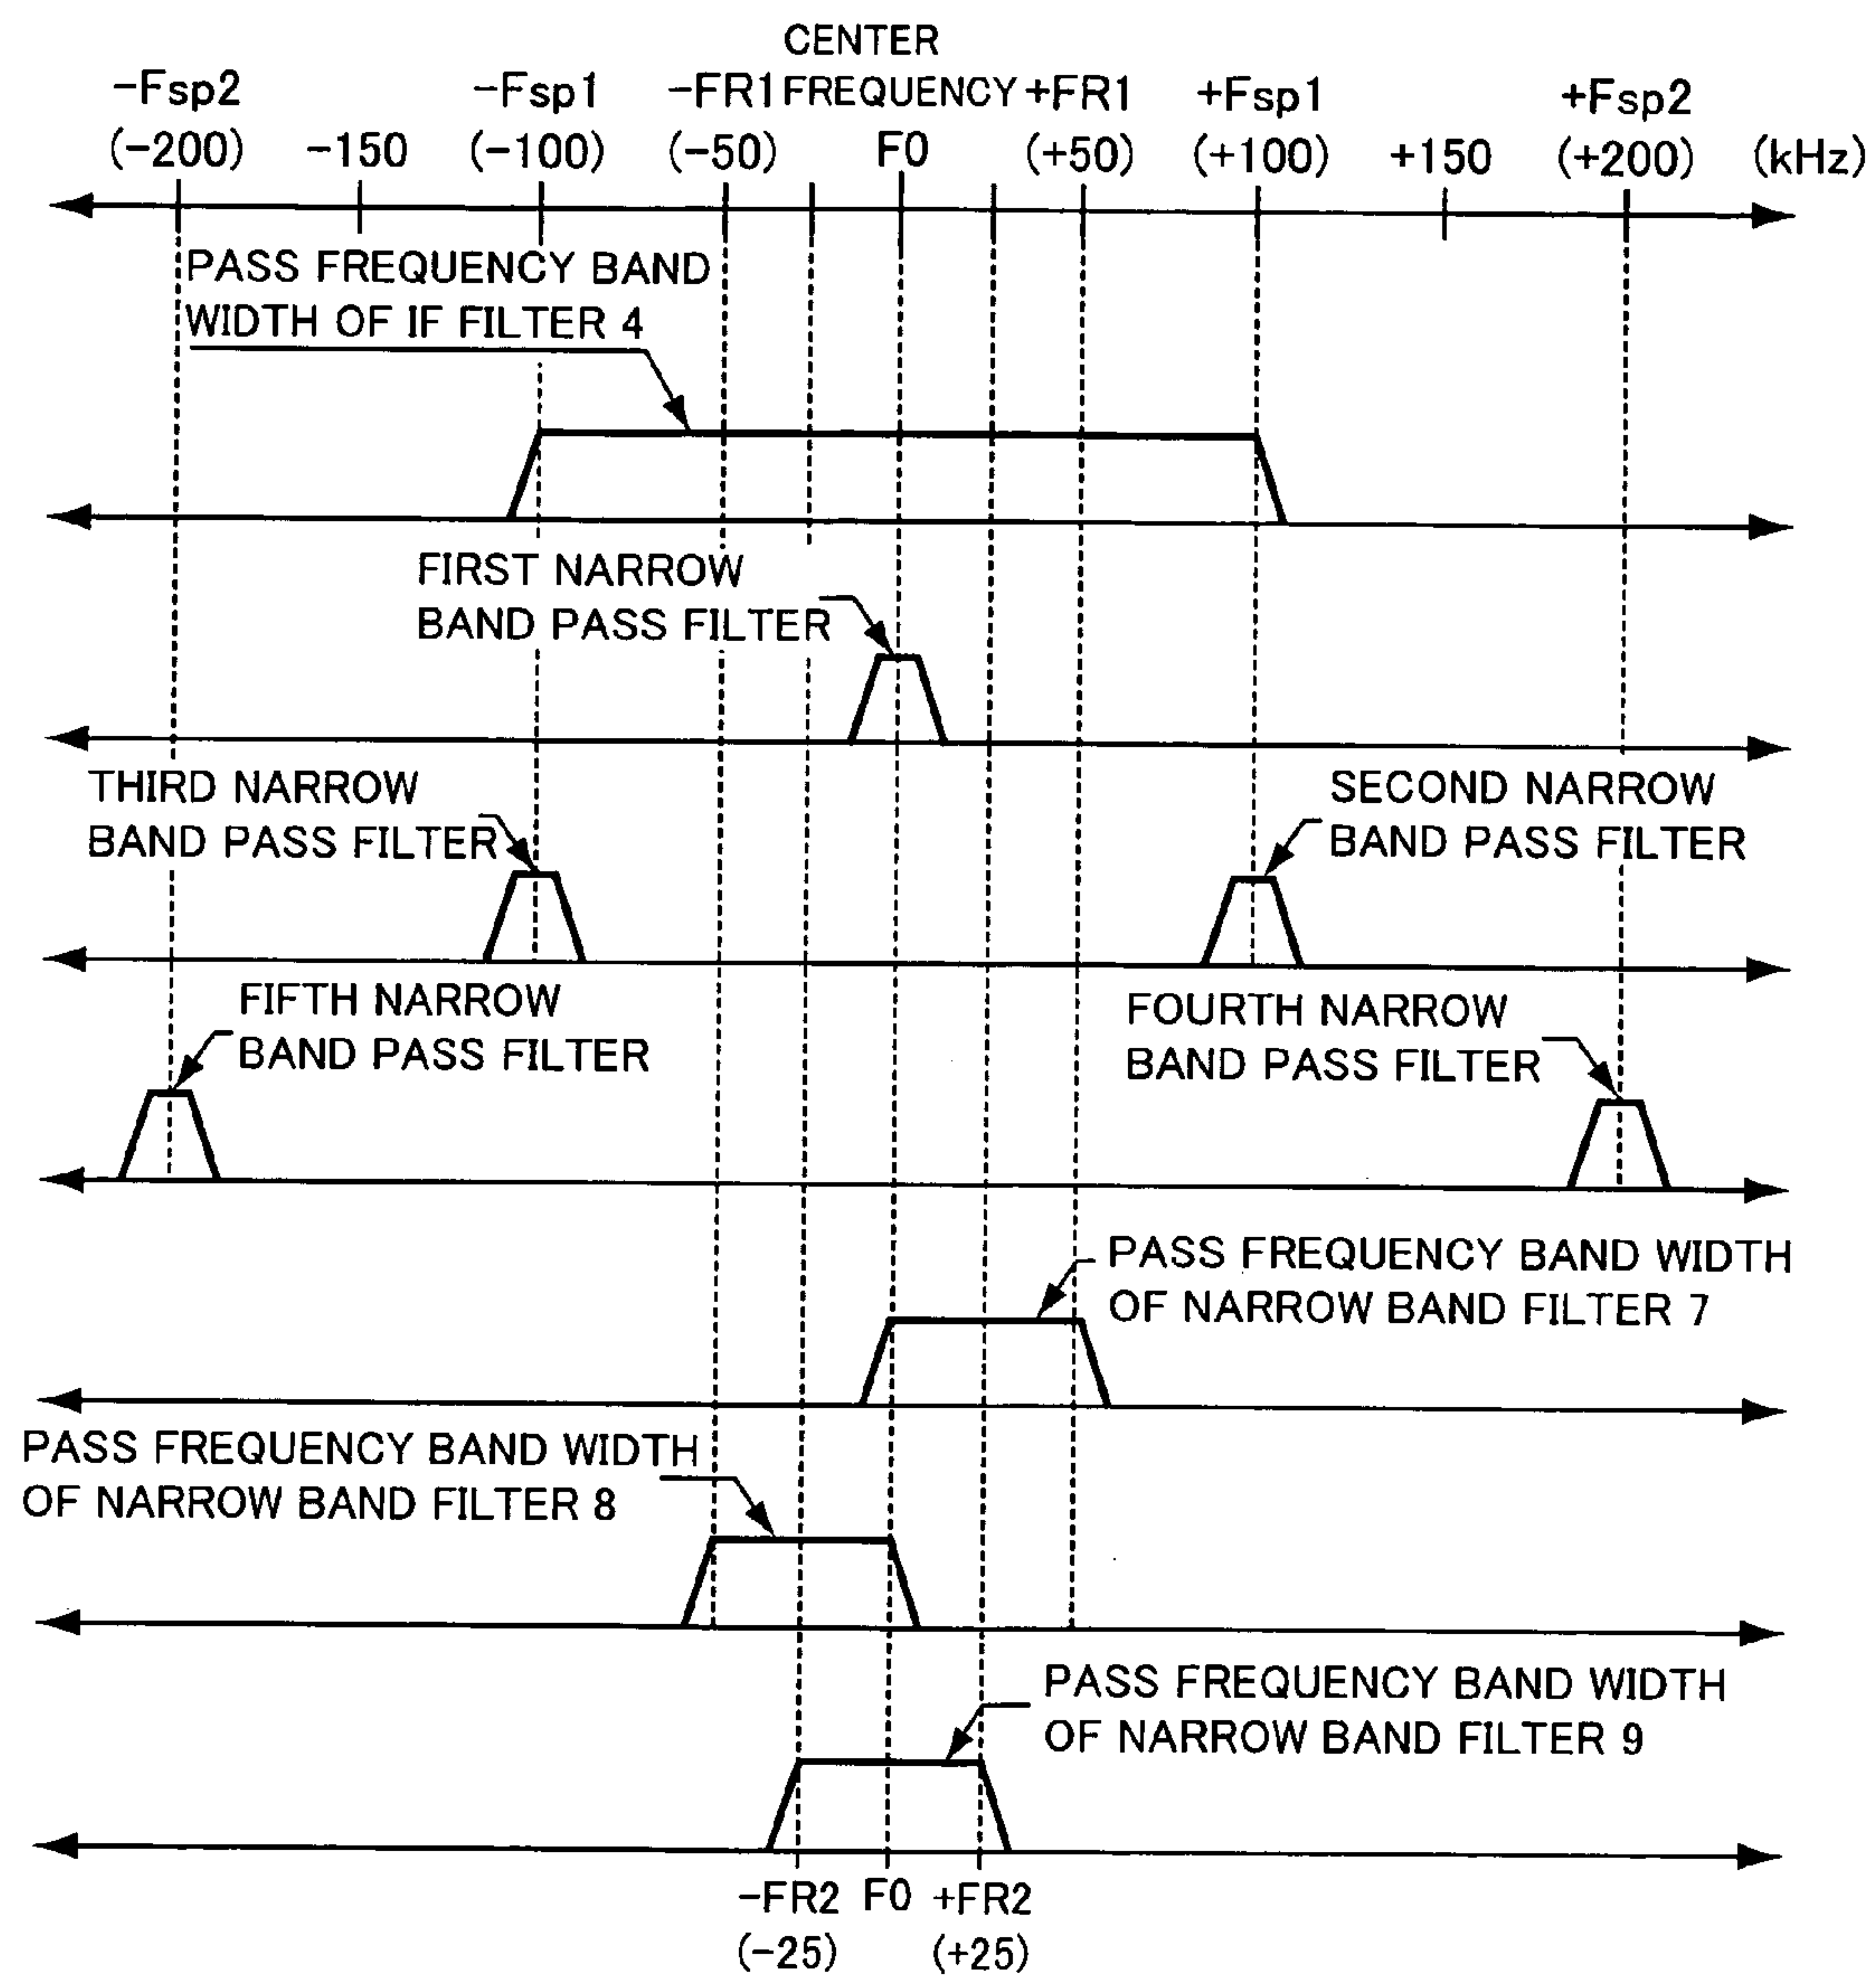 CENTER
-Fsp2 -Fsp1 -FR1 FREQUENCY +FR1 +Fsp1 +Fsp2
(-200) -150 (-100) (-50) F0 (+50) (+100) +150 (+200) (kHz)
PASS FREQUENCY BAND
WIDTH OF IF FILTER 4
FIRST NARROW
BAND PASS FILTER
THIRD NARROW
BAND PASS FILTER
SECOND NARROW
BAND PASS FILTER
FIFTH NARROW
BAND PASS FILTER
FOURTH NARROW
BAND PASS FILTER
PASS FREQUENCY BAND WIDTH
OF NARROW BAND FILTER 7
PASS FREQUENCY BAND WIDTH
OF NARROW BAND FILTER 8
PASS FREQUENCY BAND WIDTH
OF NARROW BAND FILTER 9
-FR2 F0 +FR2
(-25) (+25)